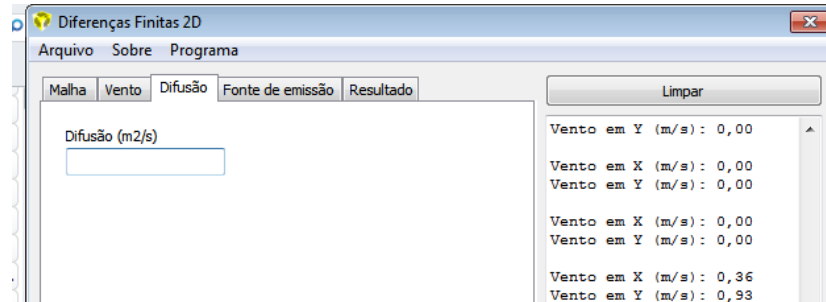 Diferenças Finitas 2D
Arquivo Sobre Programa
Malha Vento Difusão Fonte de emissão Resultado
Difusão (m2/s)
Limpar
Vento em Y (m/s): 0,00
Vento em X (m/s): 0,00
Vento em Y (m/s): 0,00
Vento em X (m/s): 0,00
Vento em Y (m/s): 0,00
Vento em X (m/s): 0,36
Vento em Y (m/s): 0,93